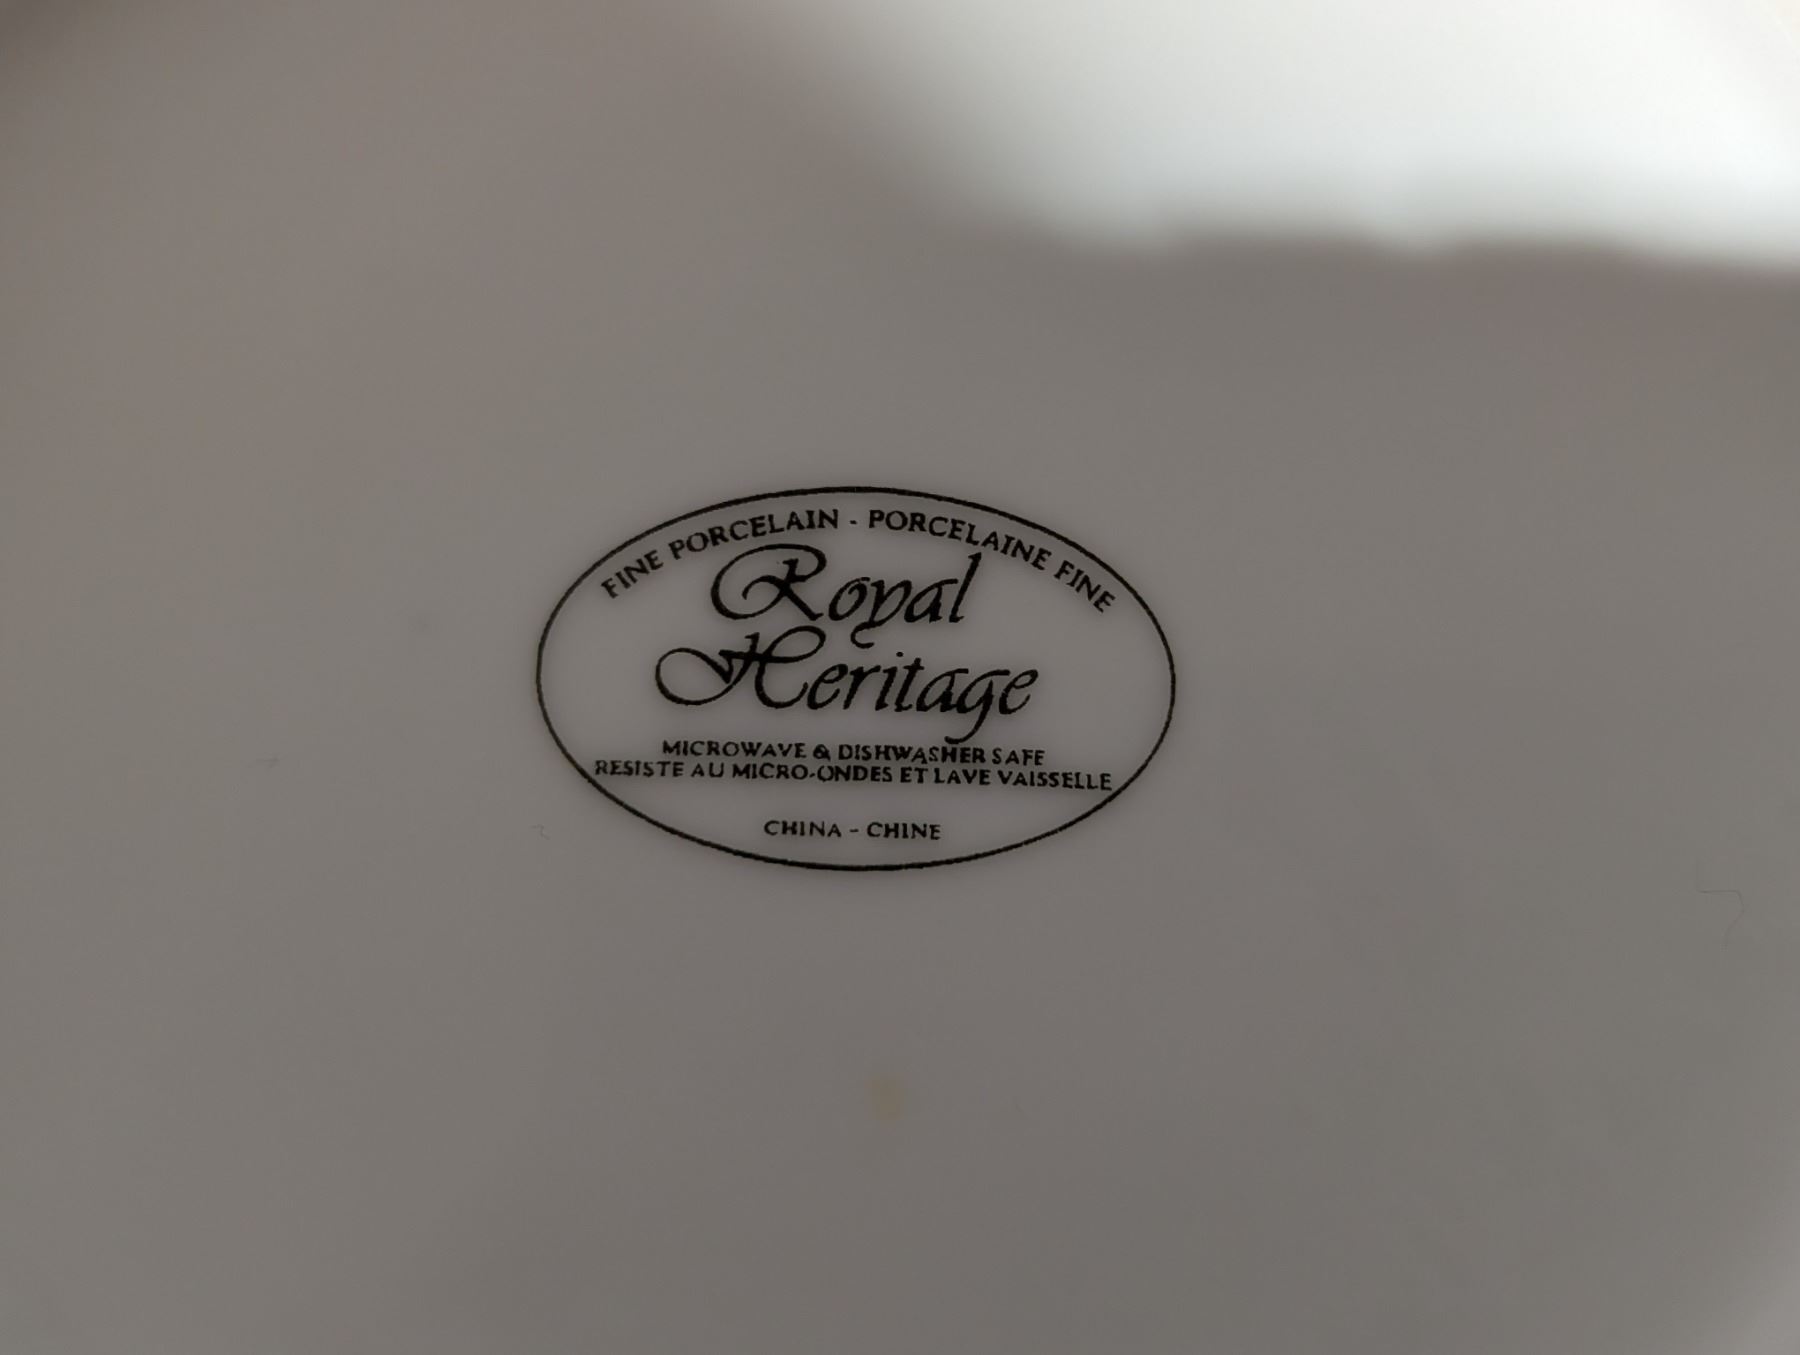 FINE PORCELAIN - PORCELAINE FINE
Royal
Heritage
MICROWAVE & DISHWASHER SAFE
RESISTE AU MICRO-ONDES ET LAVE VAISSELLE
CHINA - CHINE